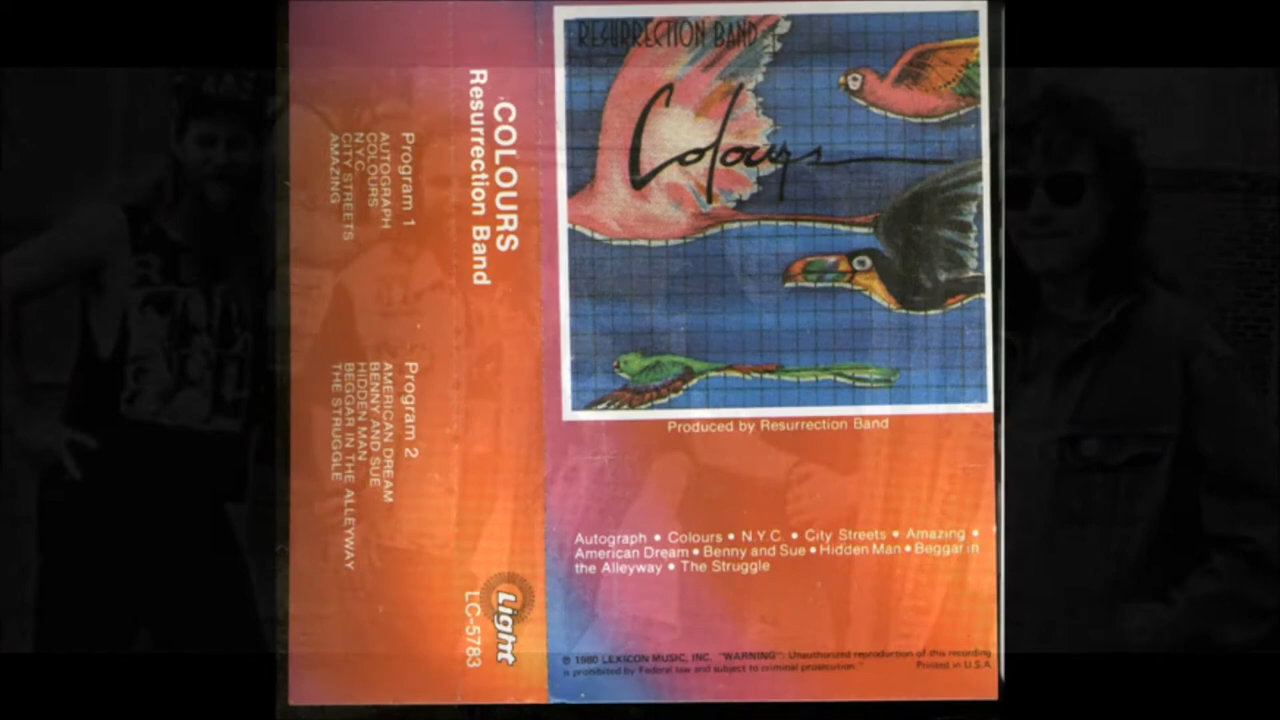 COLOURS
Resurrection Band
Program 1
AUTOGRAPH
COLOURS
N.Y.C.
CITY STREETS
AMAZING
Program 2
AMERICAN DREAM
BENNY AND SUE
HIDDEN MAN
BEGGAR IN THE ALLEYWAY
THE STRUGGLE
Light
LC-5783
RESURRECTION BAND
Colours
Produced by Resurrection Band
Autograph • Colours • N.Y.C. • City Streets • Amazing •
American Dream • Benny and Sue • Hidden Man • Beggar in
the Alleyway • The Struggle
℗ 1980 LEXICON MUSIC, INC. "WARNING": Unauthorized reproduction of this recording
is prohibited by Federal law and subject to criminal prosecution."
Printed in U.S.A.